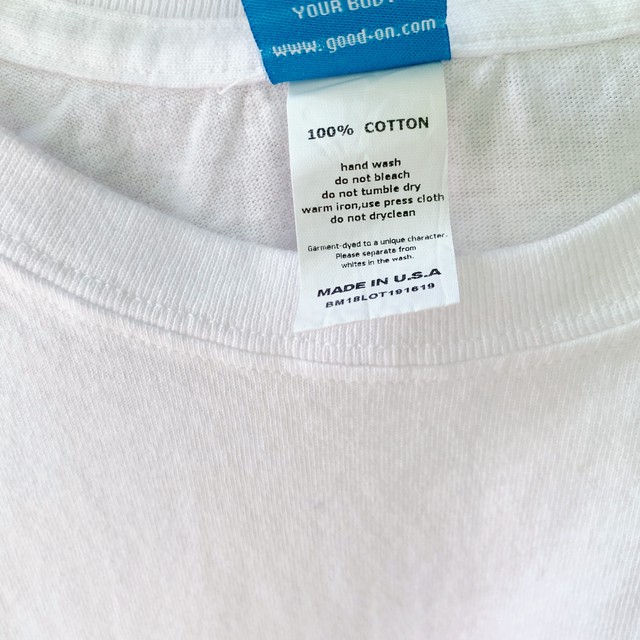 YOUR BODY
www.good-on.com
100% COTTON
hand wash
do not bleach
do not tumble dry
warm iron,use press cloth
do not dryclean
Garment-dyed to a unique character.
Please separate from
whites in the wash.
MADE IN U.S.A
BM18LOT191619